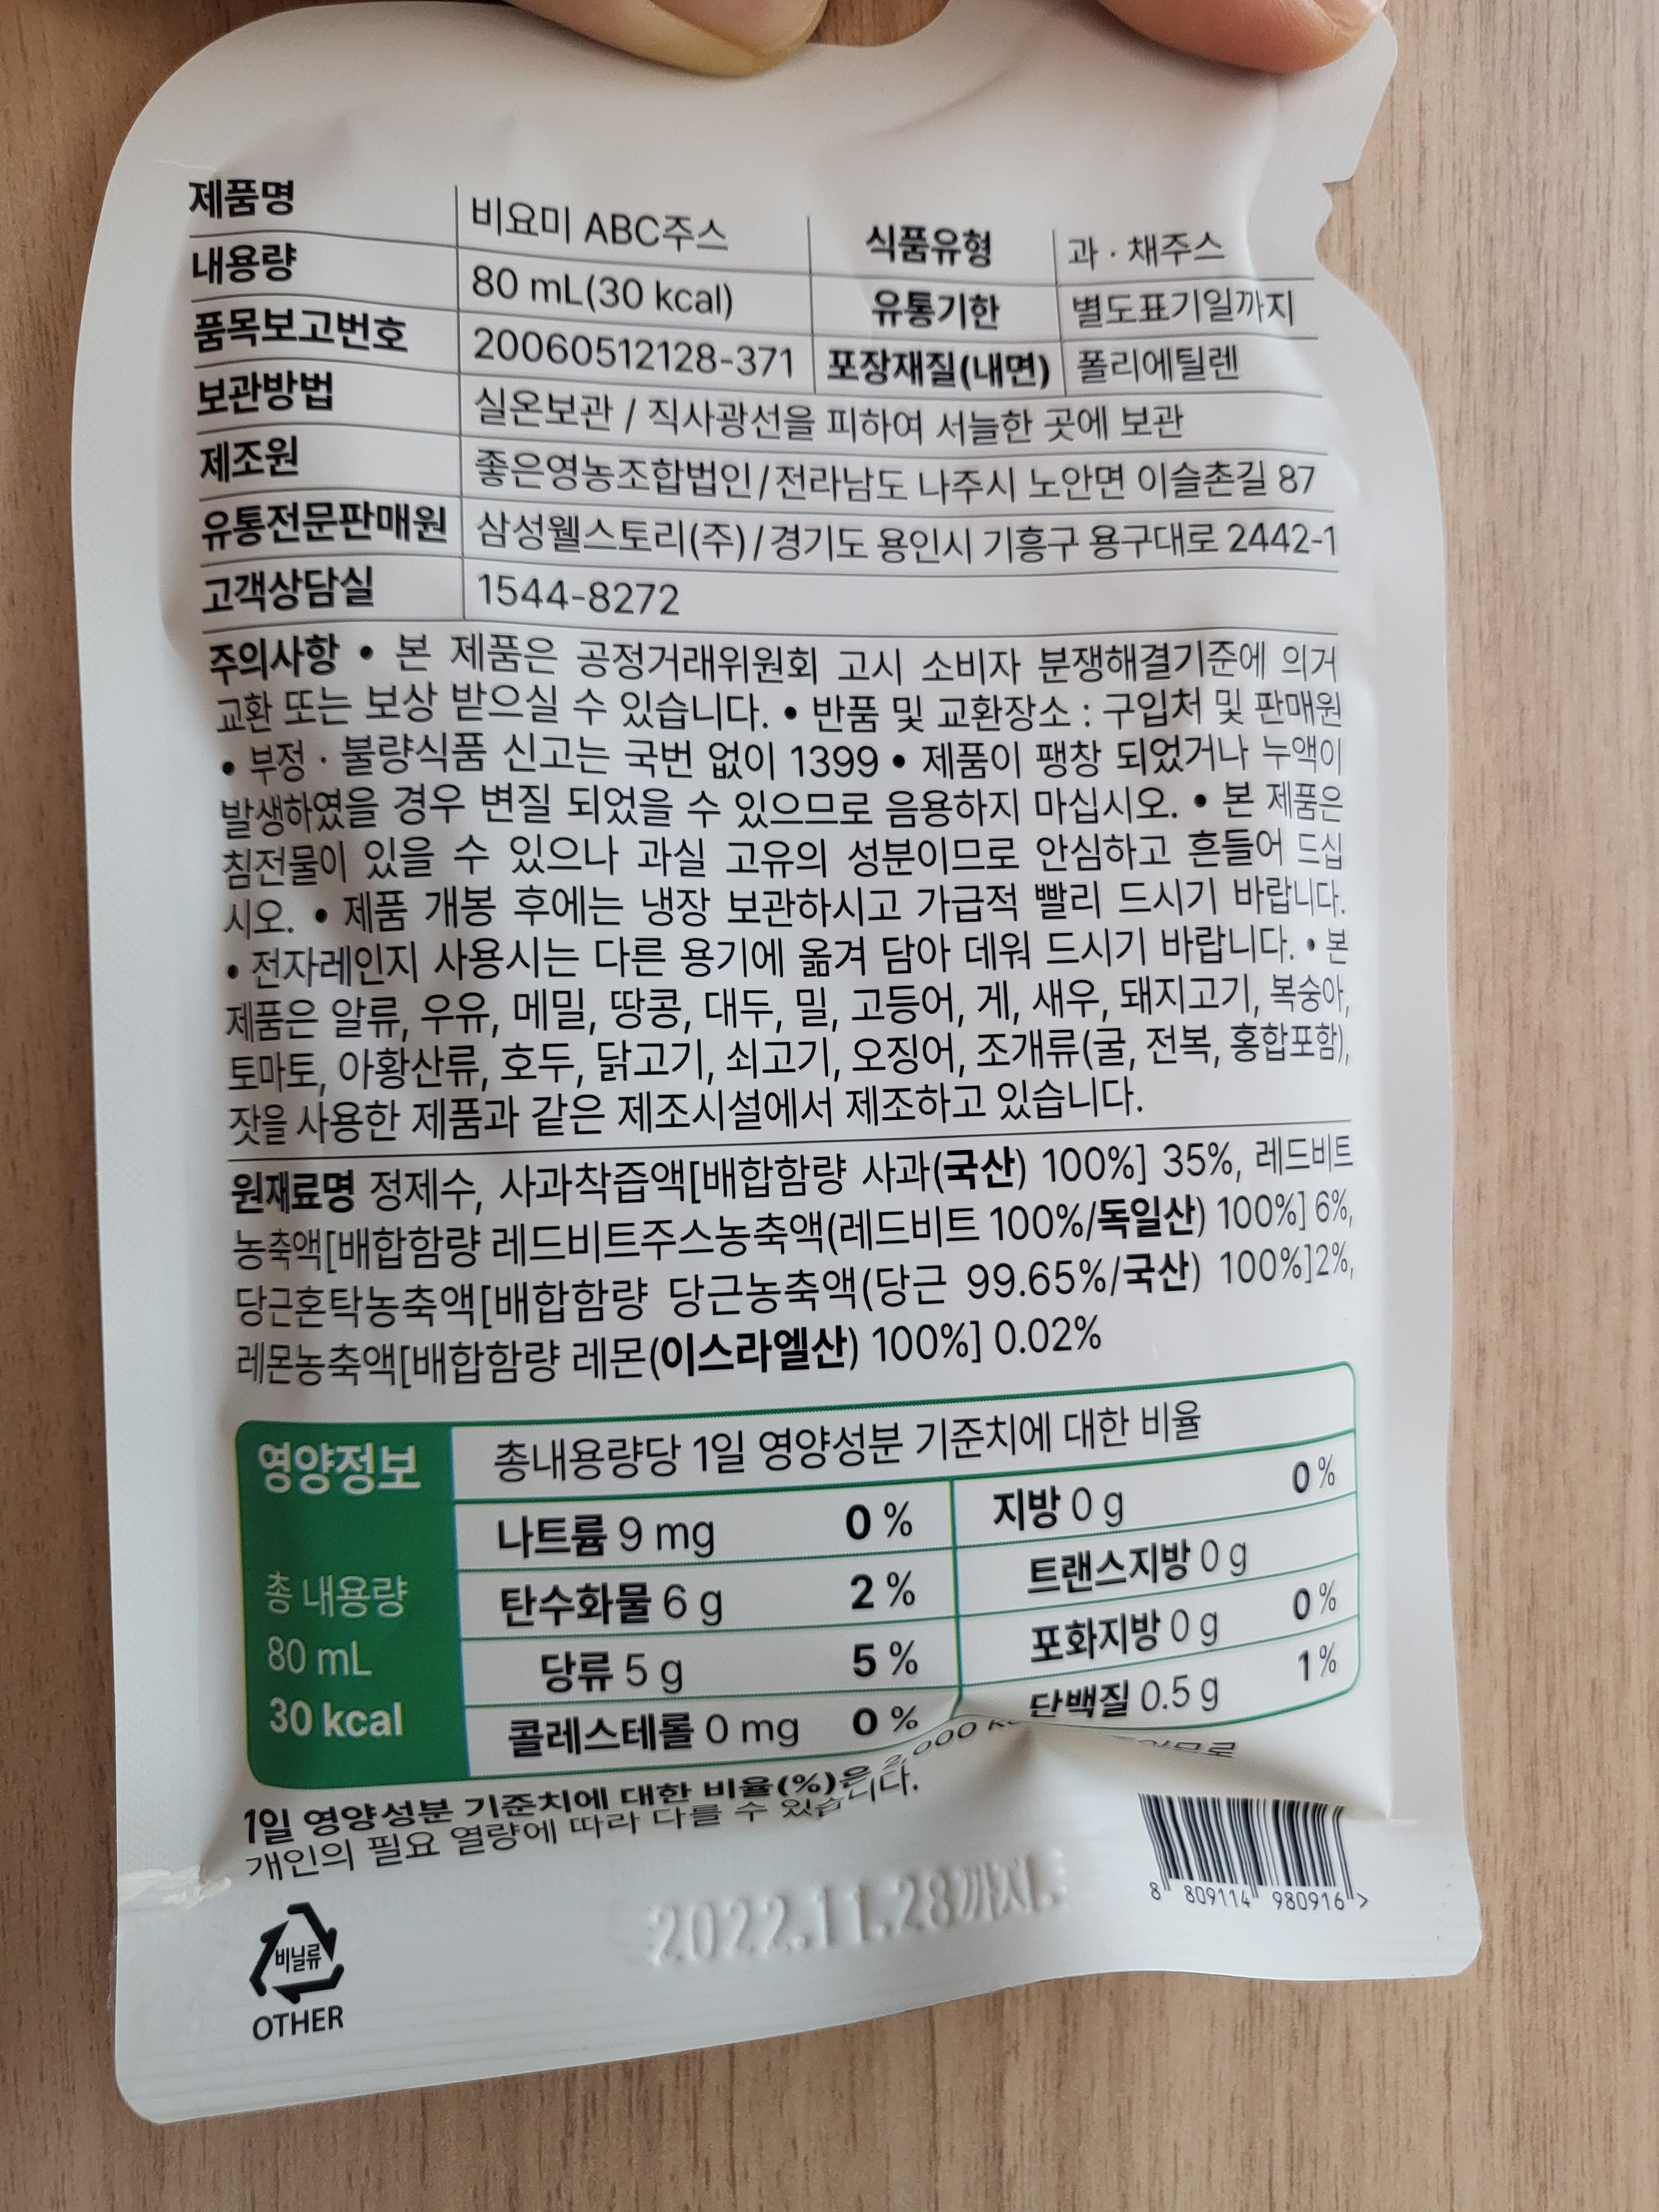 제품명 비요미 ABC주스 식품유형 과 · 채주스
내용량 80 mL(30 kcal) 유통기한 별도표기일까지
품목보고번호 20060512128-371 포장재질(내면) 폴리에틸렌
보관방법 실온보관 / 직사광선을 피하여 서늘한 곳에 보관
제조원 좋은영농조합법인/전라남도 나주시 노안면 이슬촌길 87
유통전문판매원 삼성웰스토리(주)/경기도 용인시 기흥구 용구대로 2442-1
고객상담실 1544-8272
주의사항 • 본 제품은 공정거래위원회 고시 소비자 분쟁해결기준에 의거
교환 또는 보상 받으실 수 있습니다. • 반품 및 교환장소 : 구입처 및 판매원
• 부정 · 불량식품 신고는 국번 없이 1399 • 제품이 팽창 되었거나 누액이
발생하였을 경우 변질 되었을 수 있으므로 음용하지 마십시오. • 본 제품은
침전물이 있을 수 있으나 과실 고유의 성분이므로 안심하고 흔들어 드십
시오. • 제품 개봉 후에는 냉장 보관하시고 가급적 빨리 드시기 바랍니다.
• 전자레인지 사용시는 다른 용기에 옮겨 담아 데워 드시기 바랍니다. • 본
제품은 알류, 우유, 메밀, 땅콩, 대두, 밀, 고등어, 게, 새우, 돼지고기, 복숭아,
토마토, 아황산류, 호두, 닭고기, 쇠고기, 오징어, 조개류(굴, 전복, 홍합포함),
잣을 사용한 제품과 같은 제조시설에서 제조하고 있습니다.
원재료명 정제수, 사과착즙액[배합함량 사과(국산) 100%] 35%, 레드비트
농축액[배합함량 레드비트주스농축액(레드비트 100%/독일산) 100%] 6%,
당근혼탁농축액[배합함량 당근농축액(당근 99.65%/국산) 100%]2%,
레몬농축액[배합함량 레몬(이스라엘산) 100%] 0.02%
영양정보 총내용량당 1일 영양성분 기준치에 대한 비율
총 내용량
80 mL
30 kcal
나트륨 9 mg 0 % 지방 0 g 0 %
탄수화물 6 g 2 % 트랜스지방 0 g
당류 5 g 5 % 포화지방 0 g 0 %
콜레스테롤 0 mg 0 % 단백질 0.5 g 1 %
1일 영양성분 기준치에 대한 비율(%)은 2,000
개인의 필요 열량에 따라 다를 수 있습니다.
2022.11.28까지.
비닐류
OTHER
8 809114 980916 >